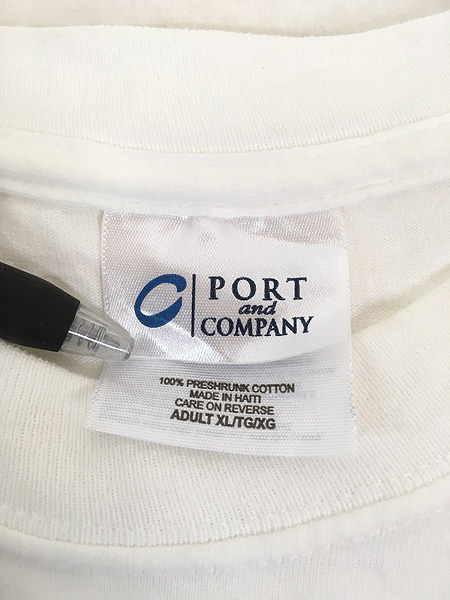 PORT
and
COMPANY
100% PRESHRUNK COTTON
MADE IN HAITI
CARE ON REVERSE
ADULT XL/TG/XG